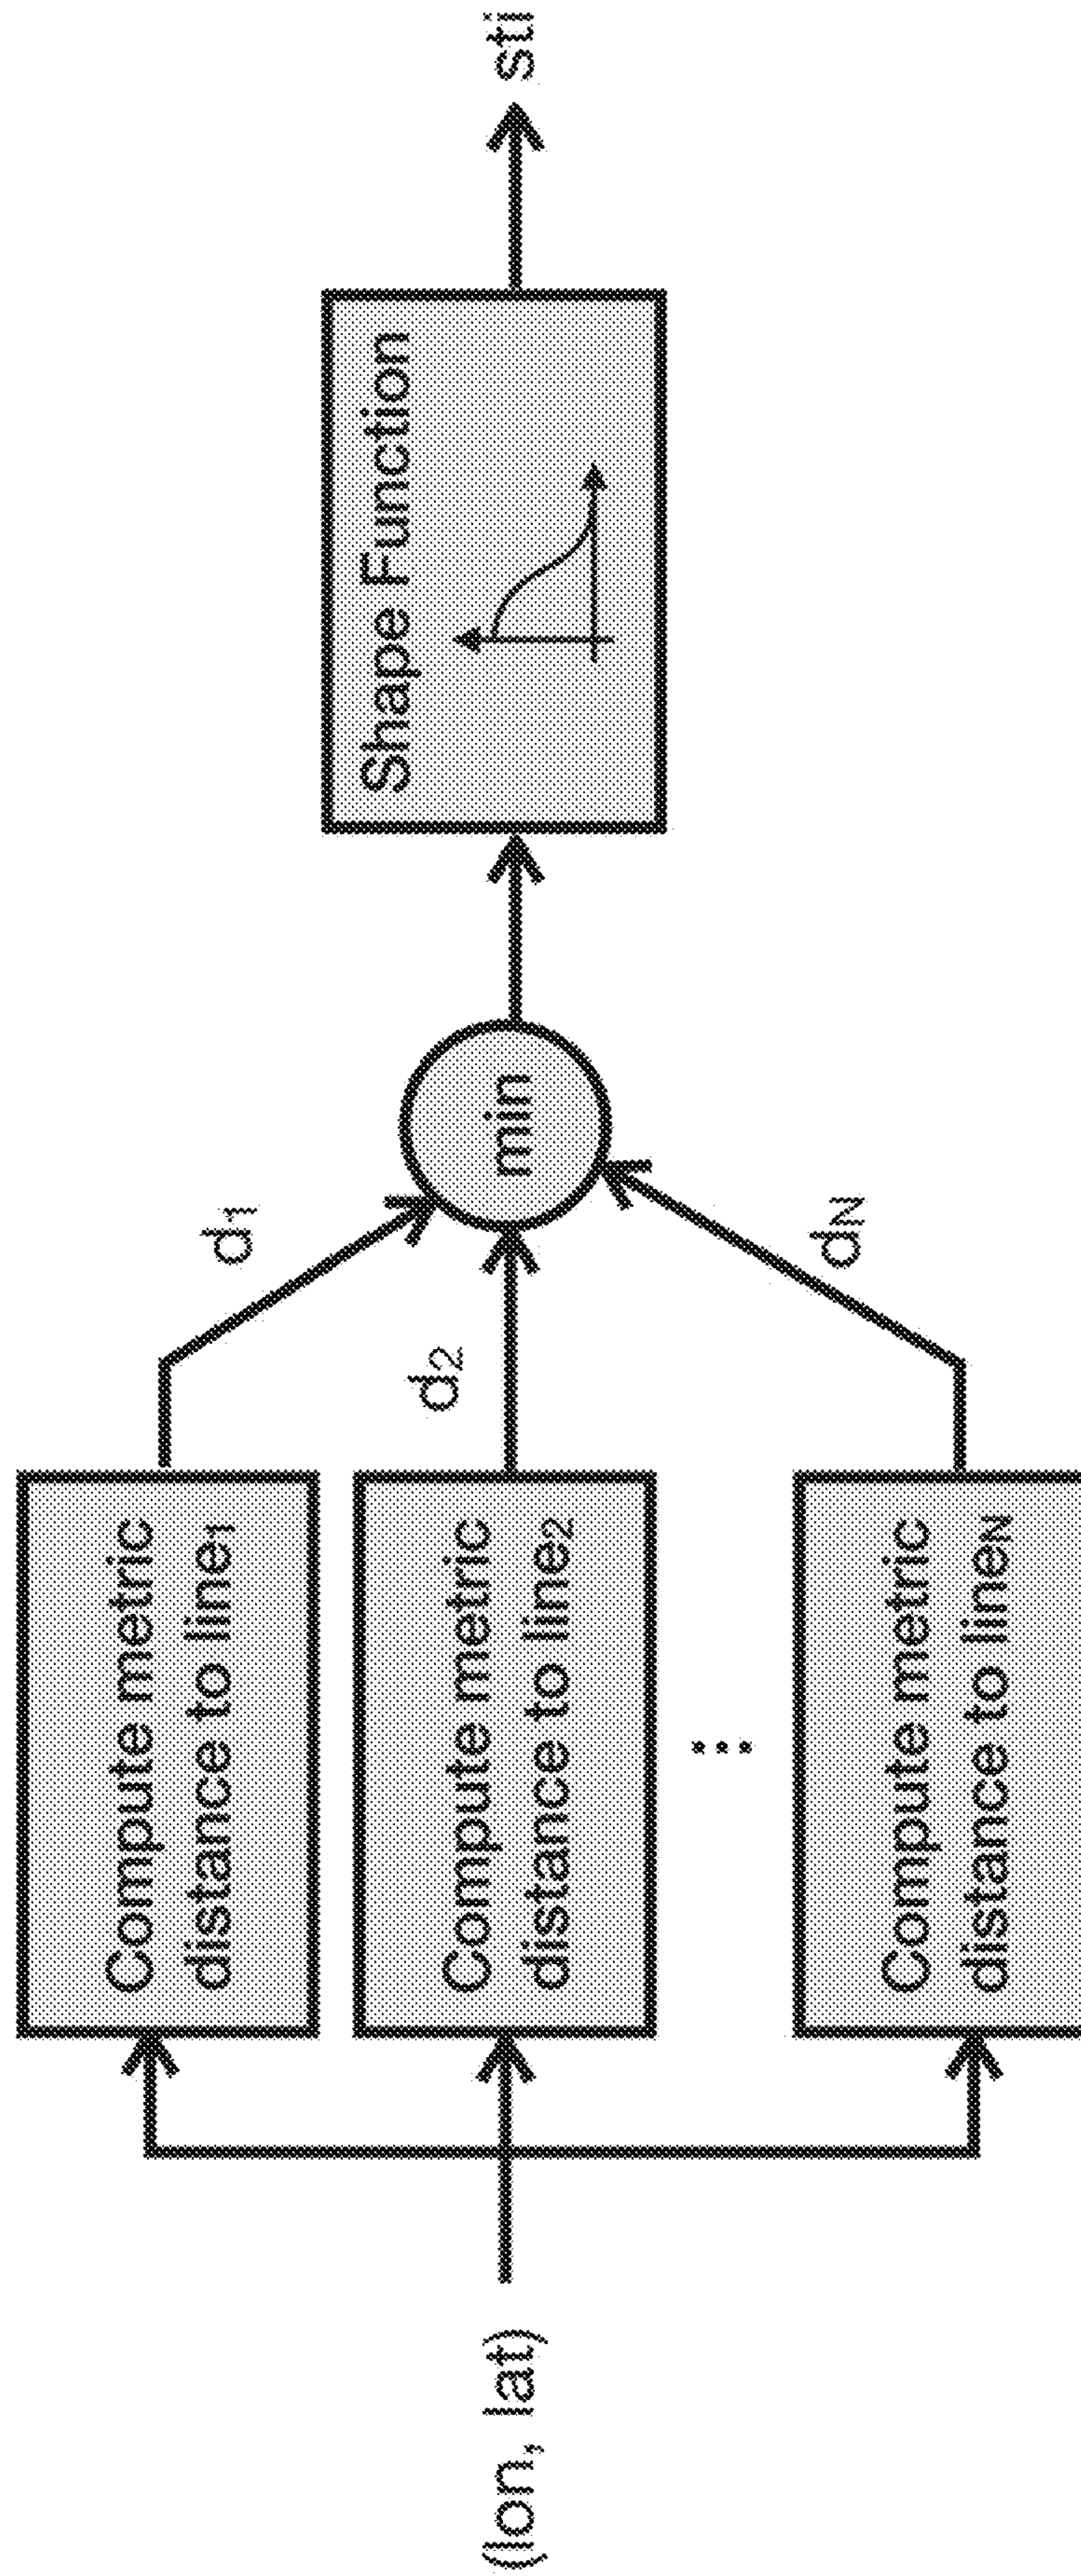 (lon, lat)
Compute metric
distance to line₁
Compute metric
distance to line₂
...
Compute metric
distance to lineN
d₁
d₂
dN
min
Shape Function
sti